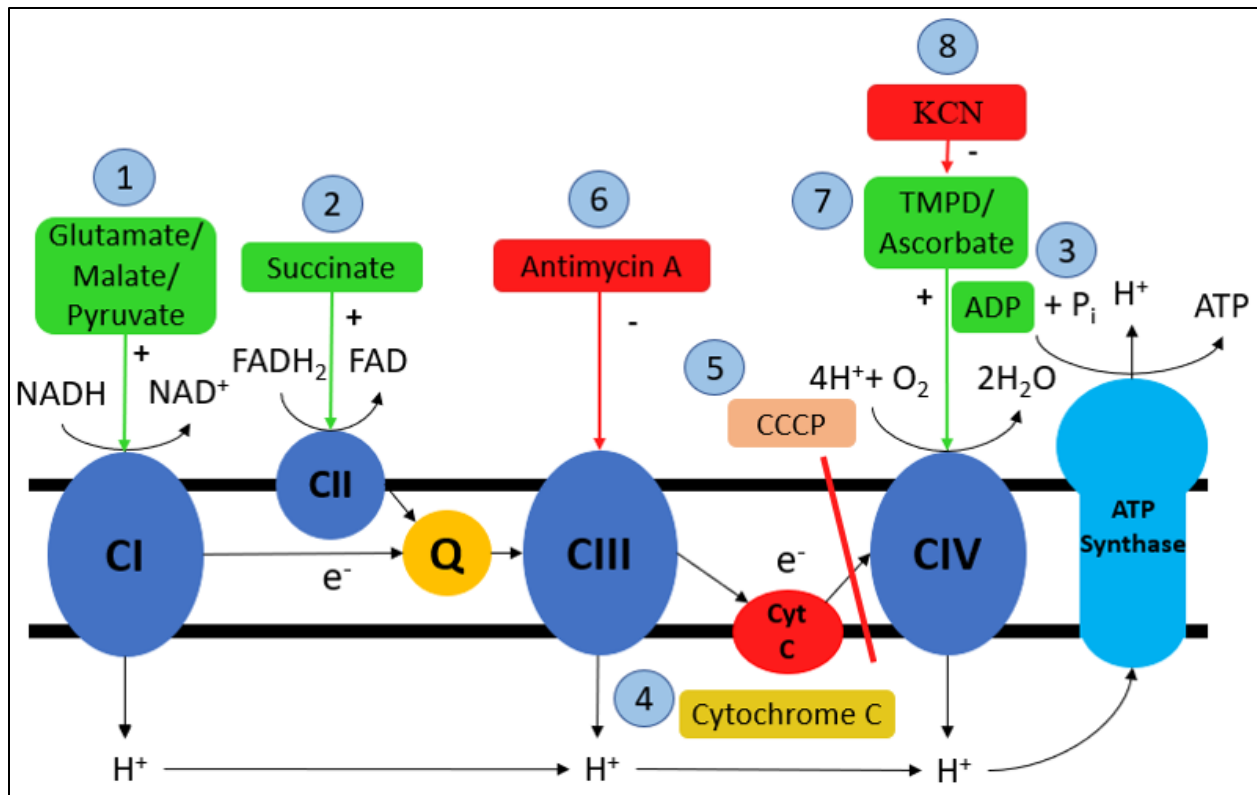 8
KCN
-
1
2
6
7
TMPD/
Ascorbate
3
Glutamate/
Malate/
Pyruvate
Succinate
Antimycin A
+
ADP
+ Pᵢ
H⁺
ATP
+
+
-
FADH₂
FAD
5
4H⁺+ O₂
2H₂O
NADH
NAD⁺
CCCP
CII
ATP
Synthase
CI
Q
CIII
CIV
e⁻
e⁻
Cyt
C
4
Cytochrome C
H⁺
H⁺
H⁺